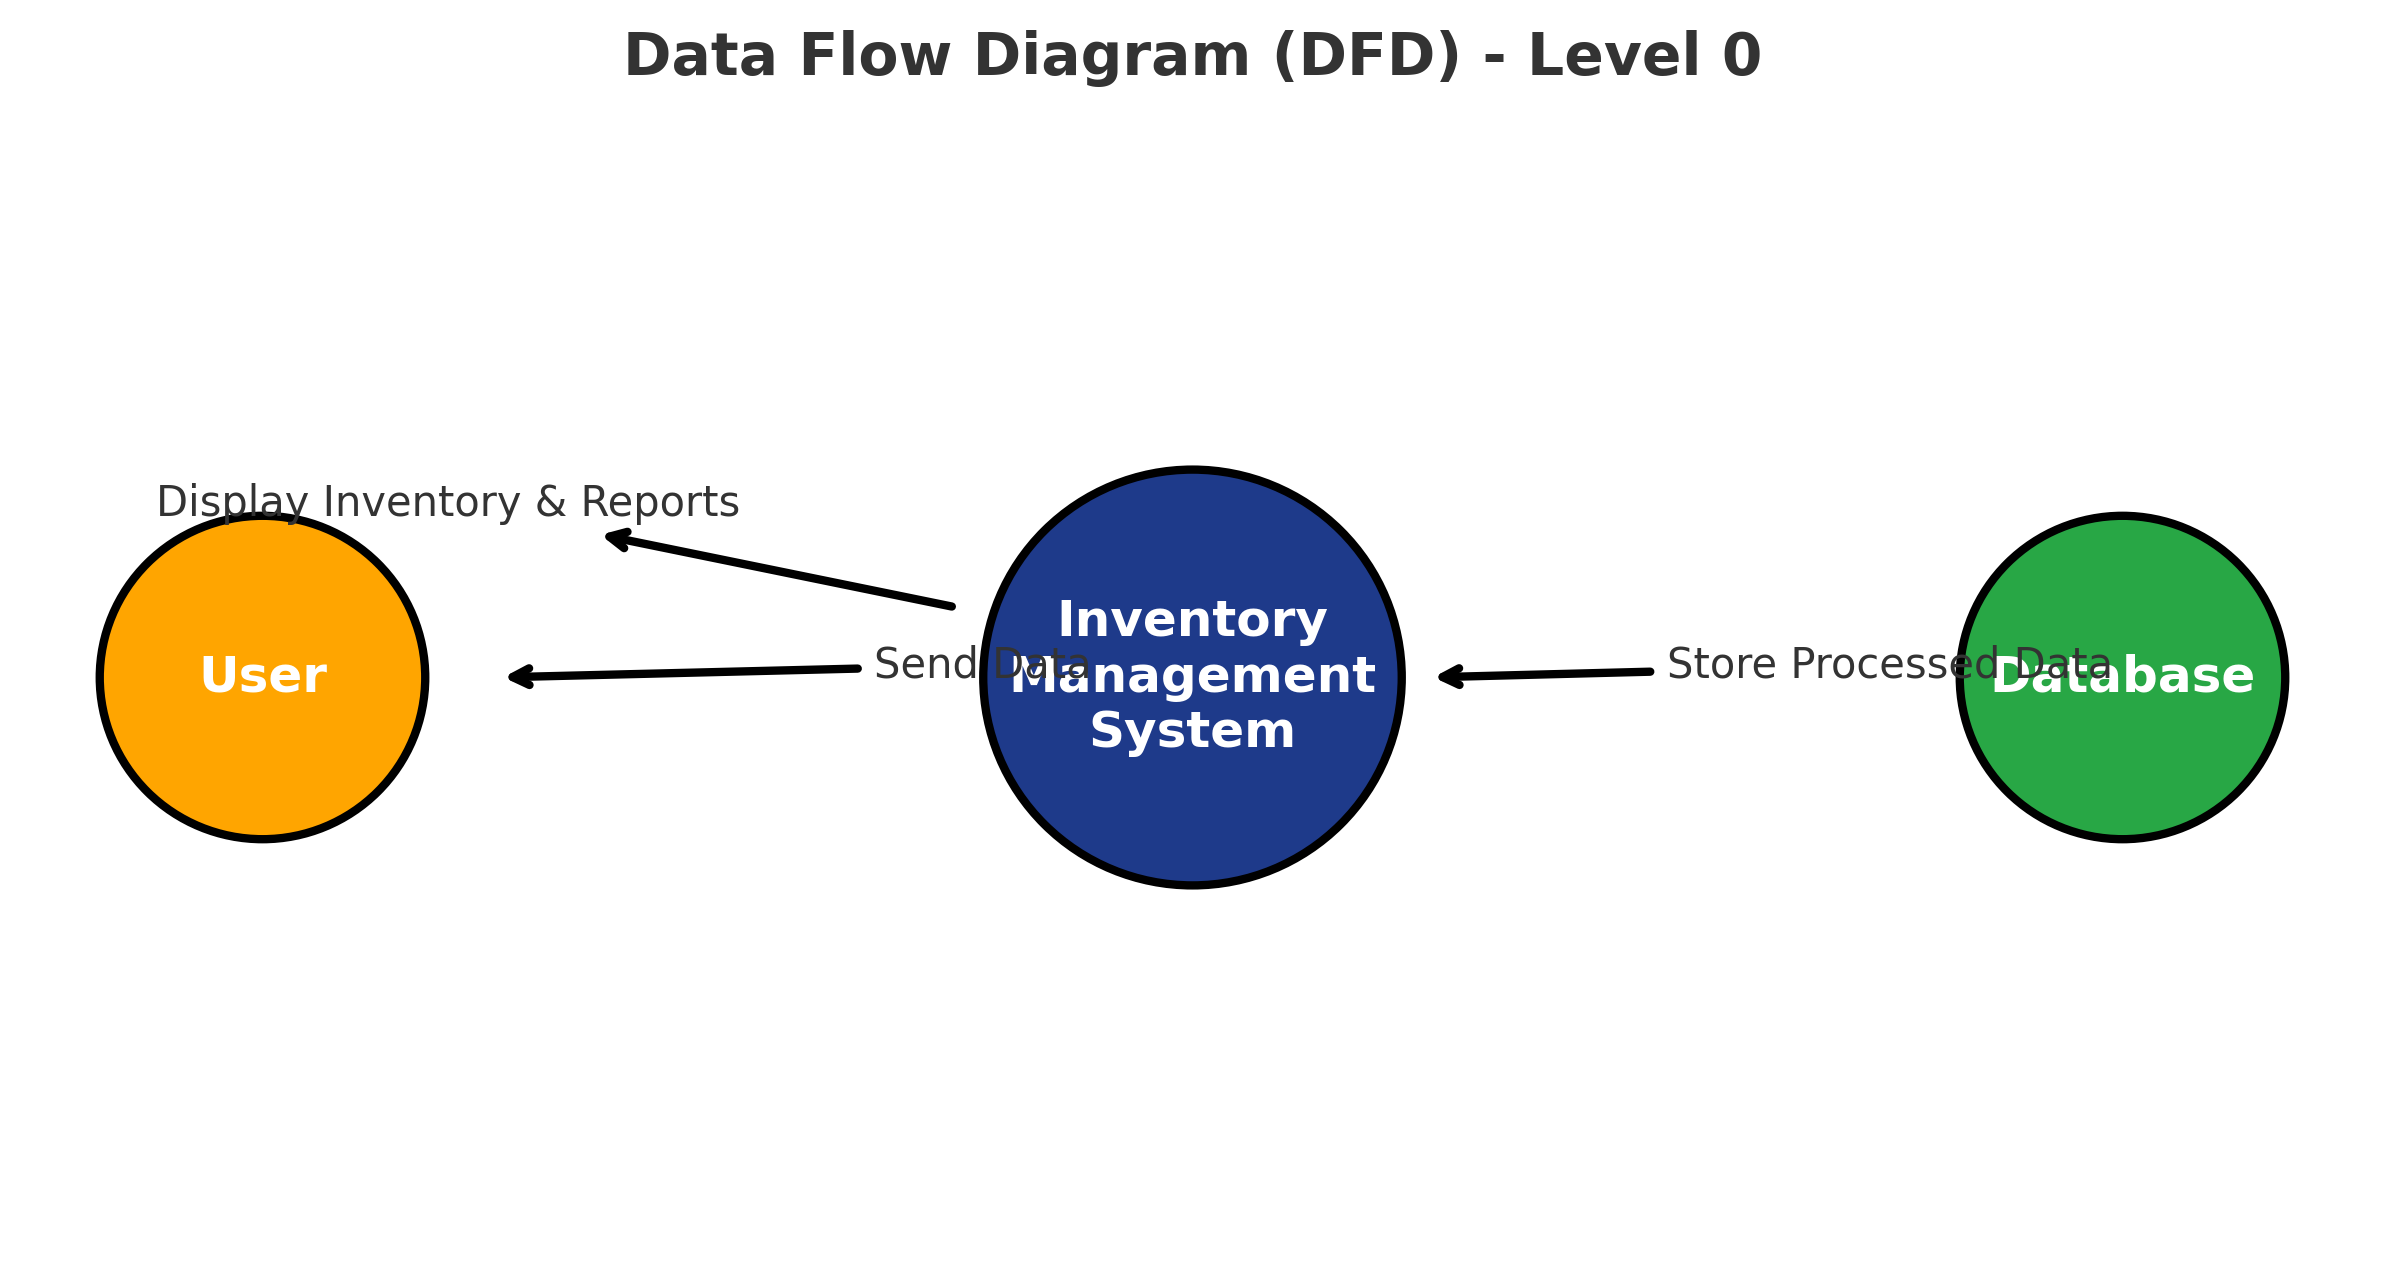 Data Flow Diagram (DFD) - Level 0
Display Inventory & Reports
User
Send Data
Inventory
Management
System
Store Processed Data
Database